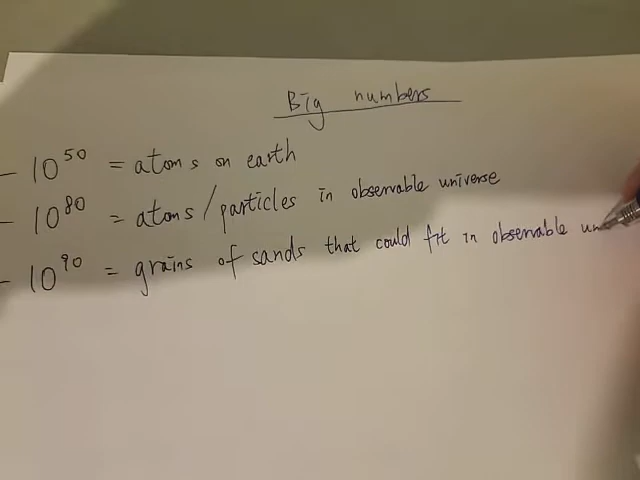 Big numbers
- 10^50 = atoms on earth
- 10^80 = atoms/particles in observable universe
- 10^90 = grains of sands that could fit in observable un